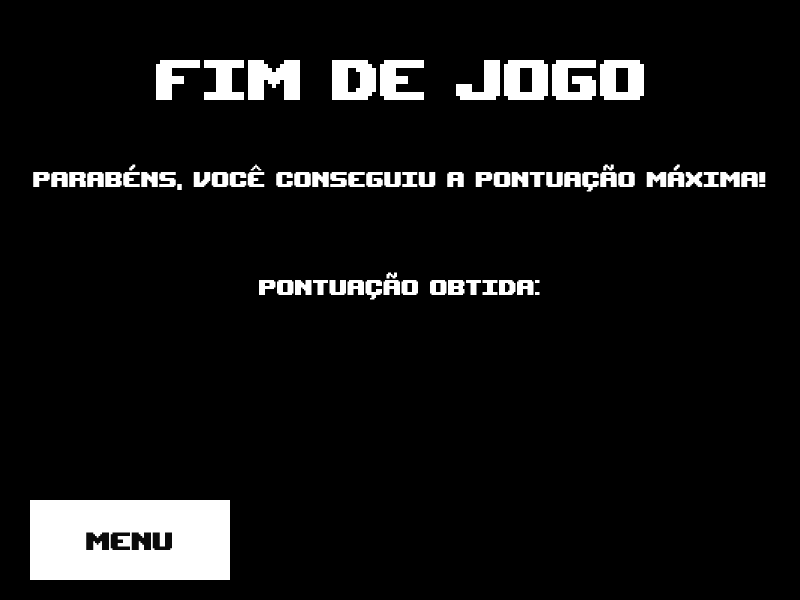 FIM DE JOGO
PARABÉNS, VOCÊ CONSEGUIU A PONTUAÇÃO MÁXIMA!
PONTUAÇÃO OBTIDA:
MENU